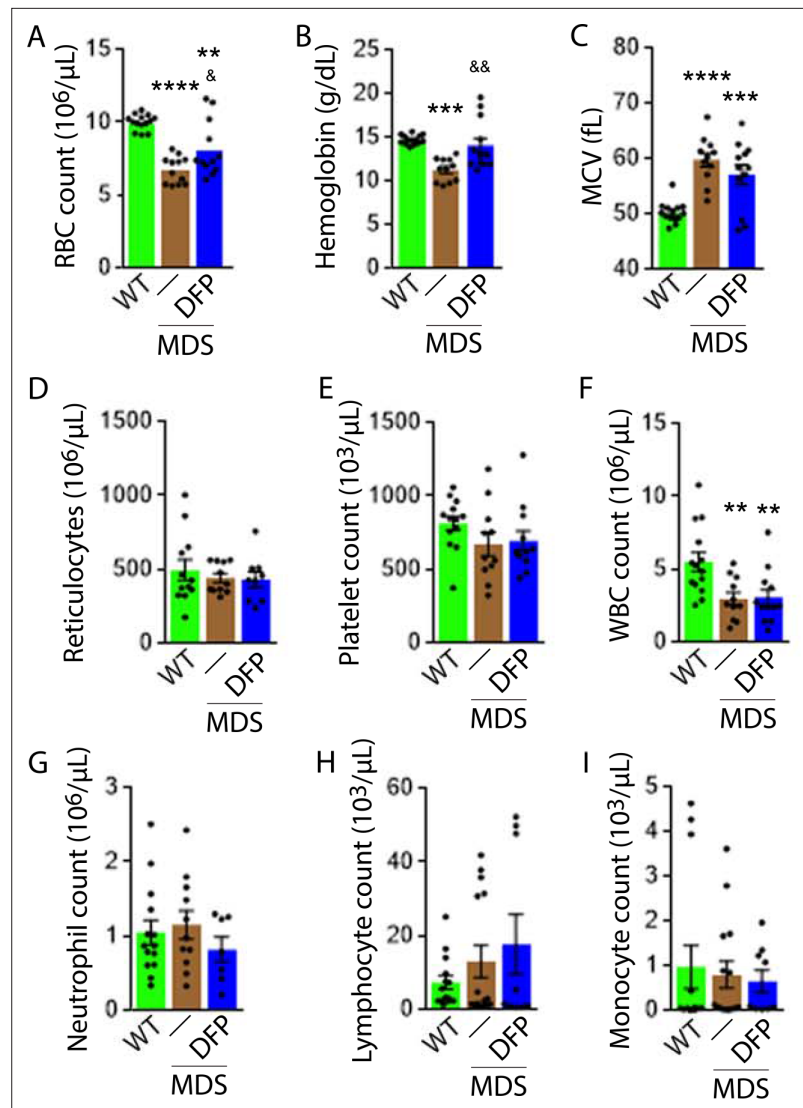 A
RBC count (10⁶/µL)
15
10
5
0
****
**
&
WT
—
DFP
MDS
B
Hemoglobin (g/dL)
25
20
15
10
5
0
***
&&
WT
—
DFP
MDS
C
MCV (fL)
80
70
60
50
40
****
***
WT
—
DFP
MDS
D
Reticulocytes (10⁶/µL)
1500
1000
500
0
WT
—
DFP
MDS
E
Platelet count (10³/µL)
1500
1000
500
0
WT
—
DFP
MDS
F
WBC count (10⁶/µL)
15
10
5
0
**
**
WT
—
DFP
MDS
G
Neutrophil count (10⁶/µL)
3
2
1
0
WT
—
DFP
MDS
H
Lymphocyte count (10³/µL)
60
40
20
0
WT
—
DFP
MDS
I
Monocyte count (10³/µL)
5
4
3
2
1
0
WT
—
DFP
MDS